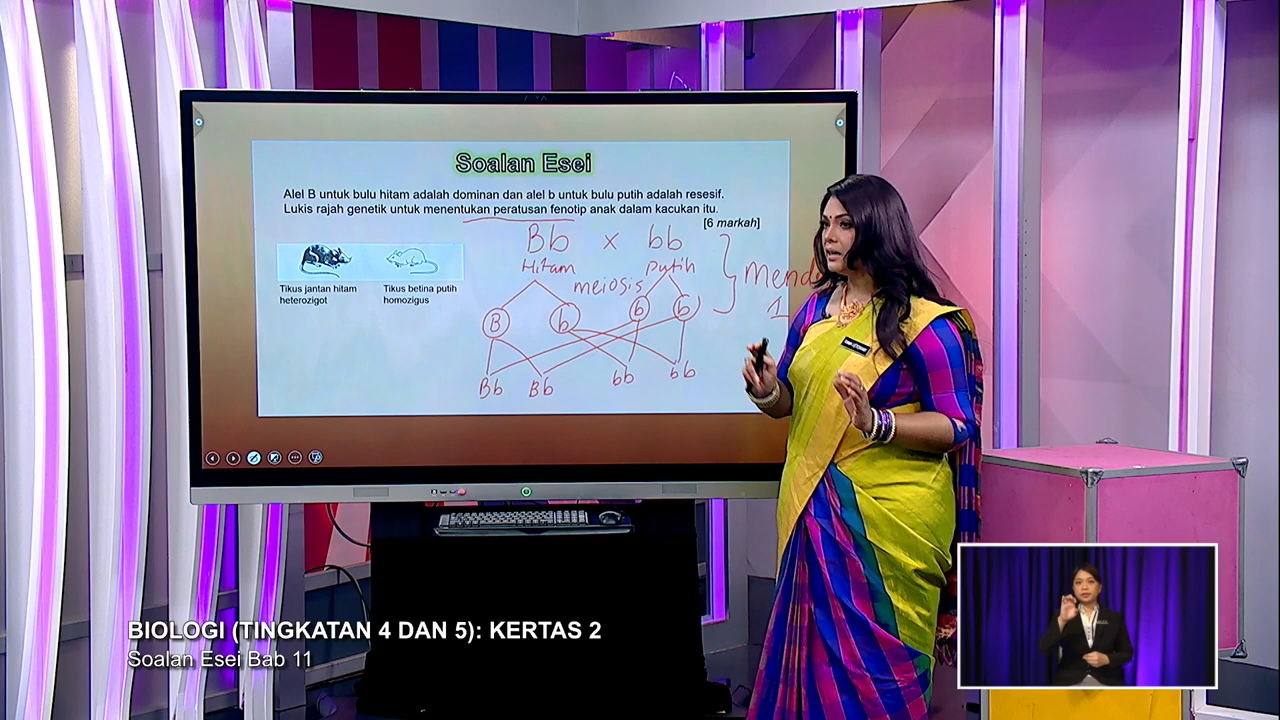 Soalan Esei
Alel B untuk bulu hitam adalah dominan dan alel b untuk bulu putih adalah resesif.
Lukis rajah genetik untuk menentukan peratusan fenotip anak dalam kacukan itu.
[6 markah]
Bb x bb
Hitam Putih
meiosis
Mend
1
Tikus jantan hitam
heterozigot
Tikus betina putih
homozigus
B b b b
Bb Bb bb bb
BIOLOGI (TINGKATAN 4 DAN 5): KERTAS 2
Soalan Esei Bab 11